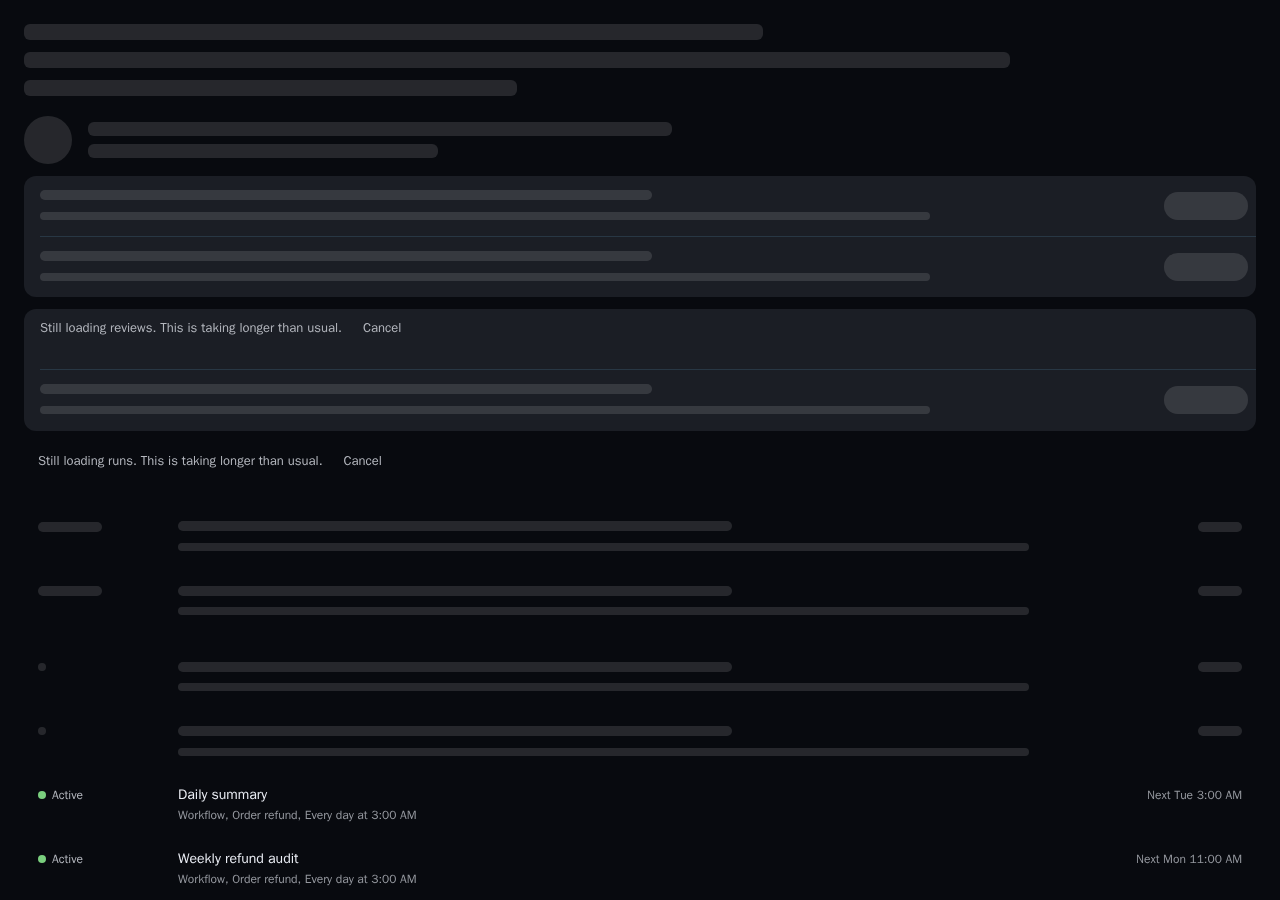 Still loading reviews. This is taking longer than usual. Cancel
Still loading runs. This is taking longer than usual. Cancel
Active Daily summary Next Tue 3:00 AM
Workflow, Order refund, Every day at 3:00 AM
Active Weekly refund audit Next Mon 11:00 AM
Workflow, Order refund, Every day at 3:00 AM